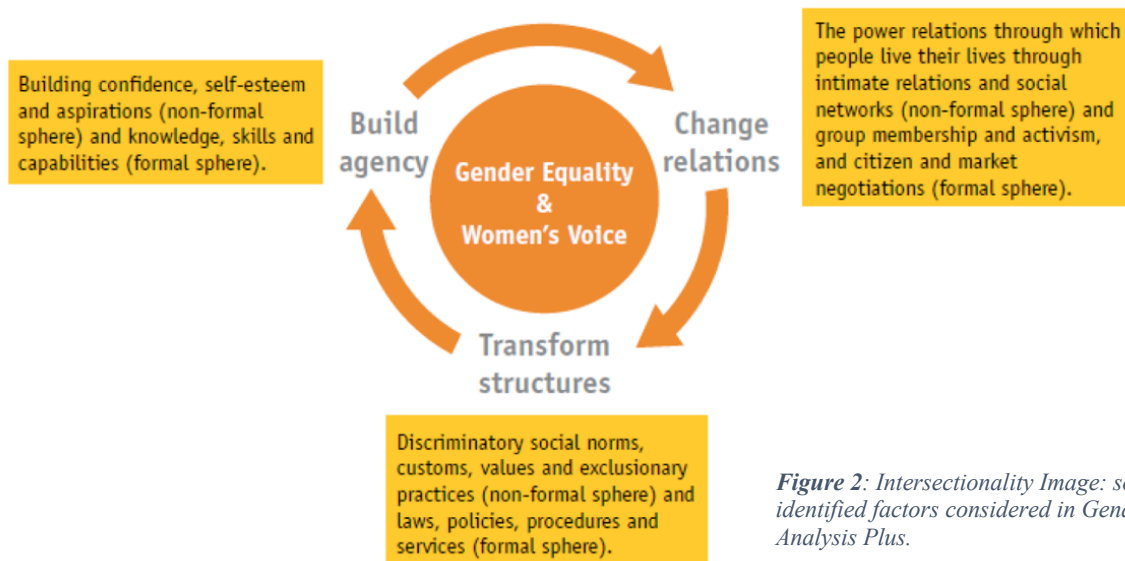 Building confidence, self-esteem
and aspirations (non-formal
sphere) and knowledge, skills and
capabilities (formal sphere).
Build
agency
Gender Equality
&
Women's Voice
Change
relations
The power relations through which
people live their lives through
intimate relations and social
networks (non-formal sphere) and
group membership and activism,
and citizen and market
negotiations (formal sphere).
Transform
structures
Discriminatory social norms,
customs, values and exclusionary
practices (non-formal sphere) and
laws, policies, procedures and
services (formal sphere).
Figure 2: Intersectionality Image:
identified factors considered in
Analysis Plus.